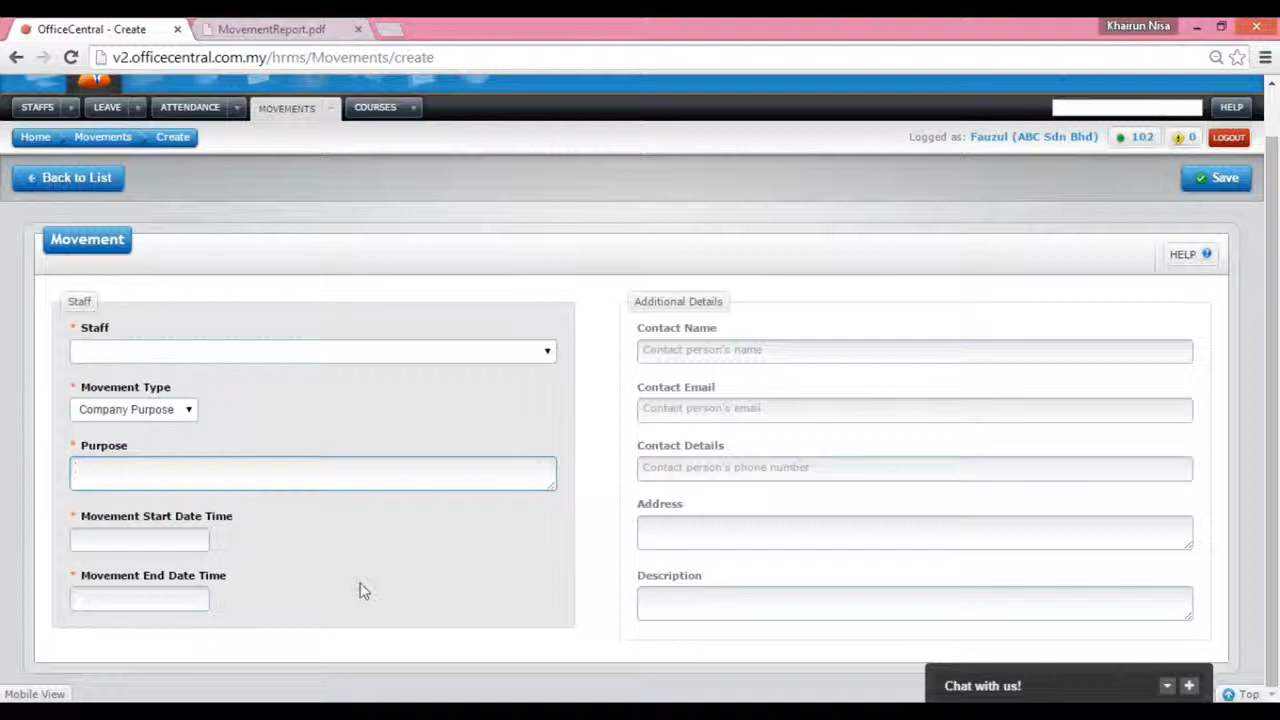 OfficeCentral - Create
MovementReport.pdf
Khairun Nisa
v2.officecentral.com.my/hrms/Movements/create
STAFFS LEAVE ATTENDANCE MOVEMENTS COURSES
HELP
Home Movements Create
Logged as: Fauzul (ABC Sdn Bhd) 102 0 LOGOUT
Back to List
Save
Movement
HELP
Staff
* Staff
* Movement Type
Company Purpose
* Purpose
* Movement Start Date Time
* Movement End Date Time
Additional Details
Contact Name
Contact person's name
Contact Email
Contact person's email
Contact Details
Contact person's phone number
Address
Description
Mobile View
Chat with us!
Top